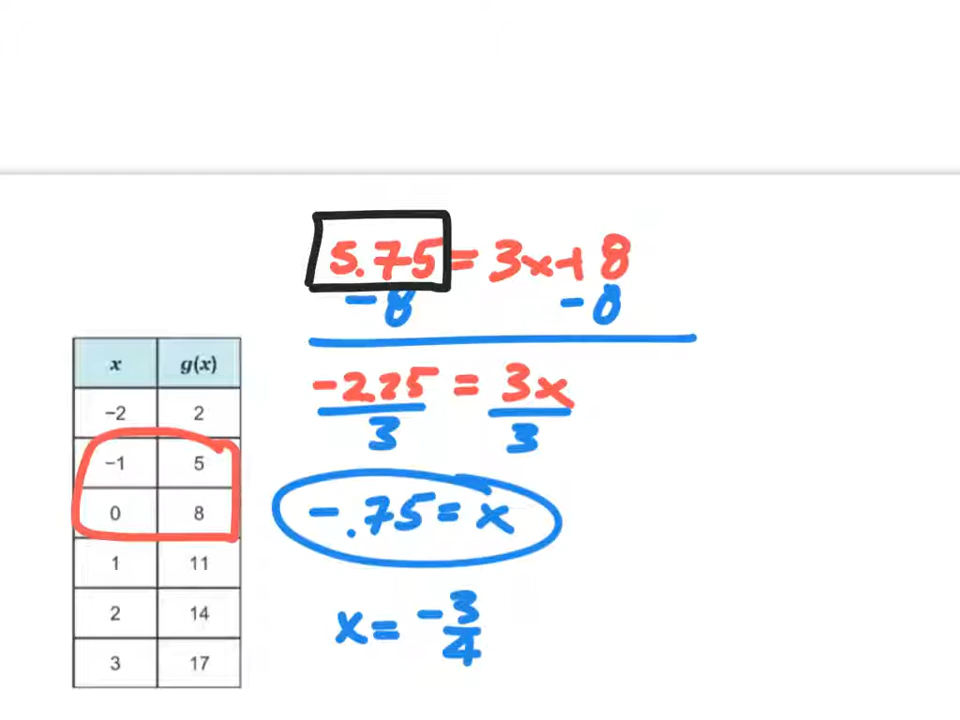 5.75 = 3x + 8
-8 -8
-2.25 = 3x
3 3
-.75 = x
x = -3/4
x g(x)
-2 2
-1 5
0 8
1 11
2 14
3 17